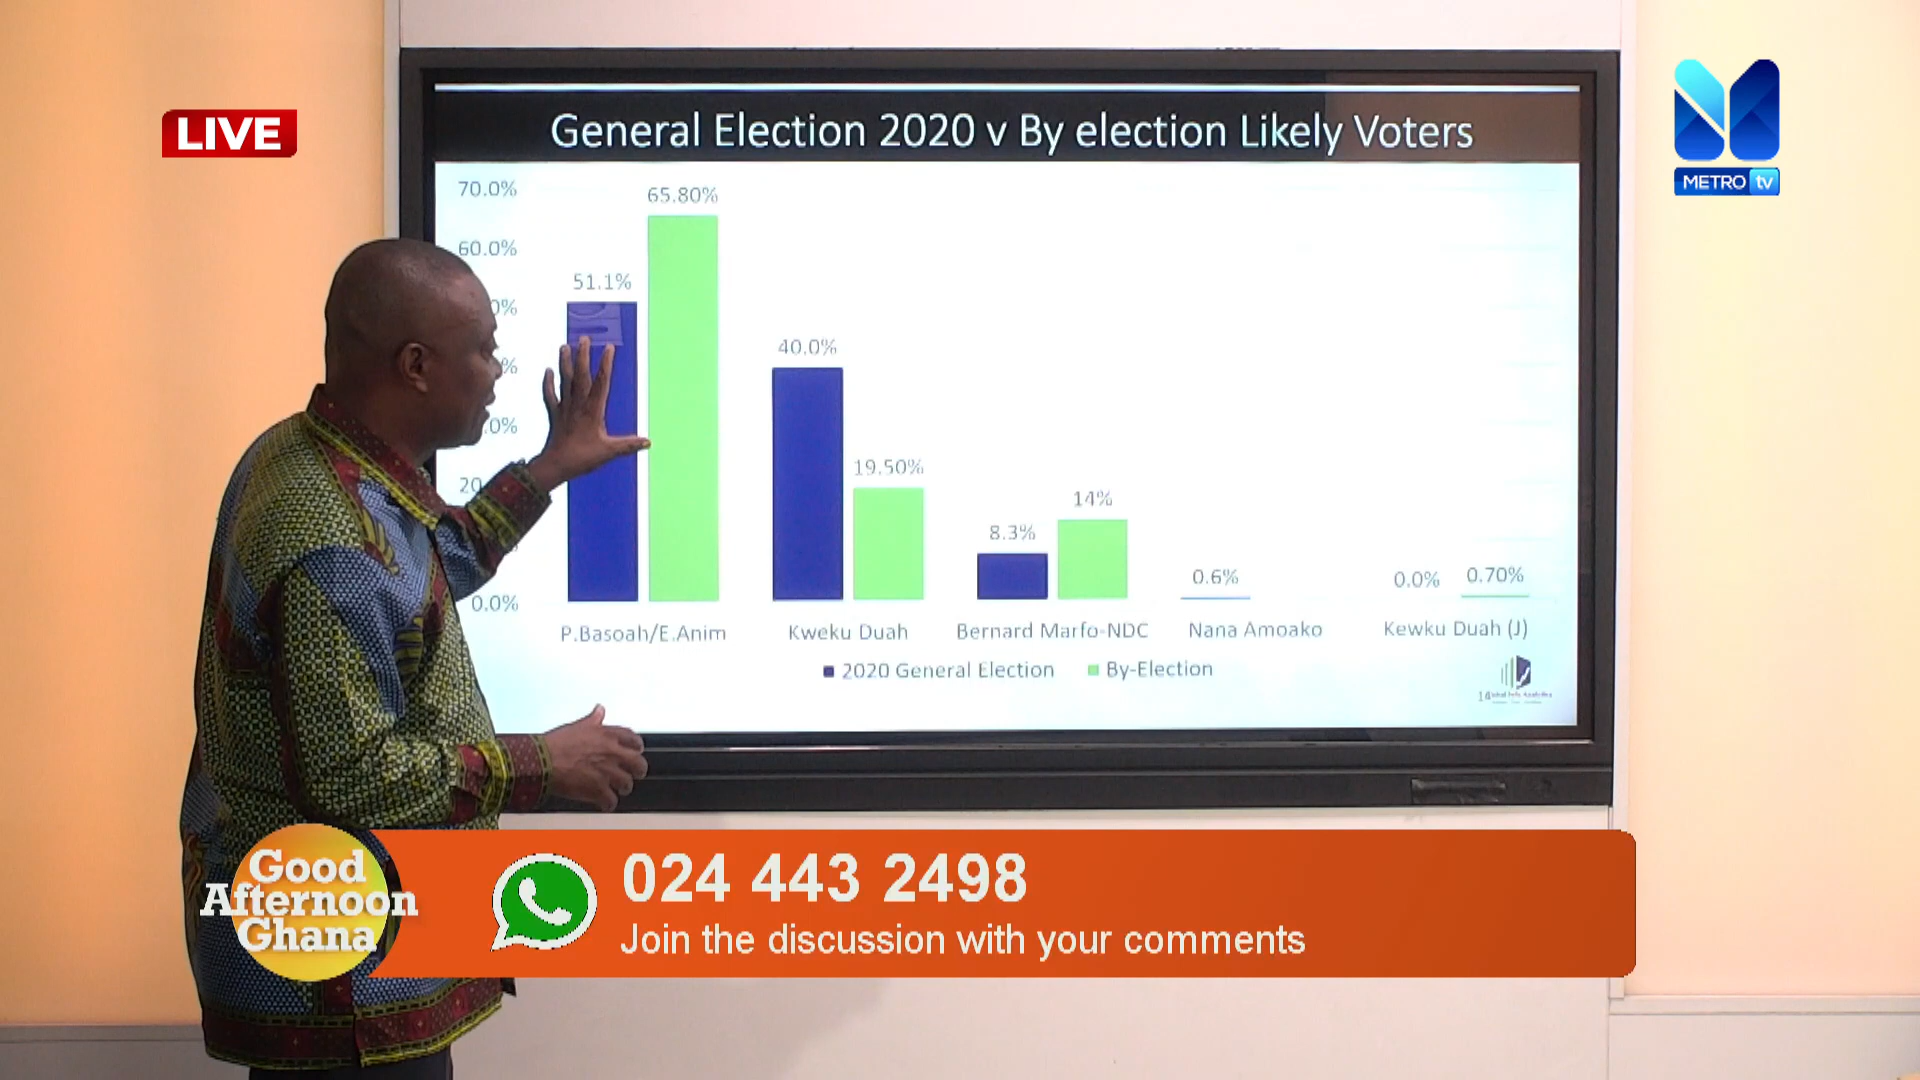 LIVE
METRO tv
General Election 2020 v By election Likely Voters
70.0%
60.0%
0%
%
.0%
20
0.0%
51.1%
65.80%
40.0%
19.50%
8.3%
14%
0.6%
0.0%
0.70%
P.Basoah/E.Anim
Kweku Duah
Bernard Marfo-NDC
Nana Amoako
Kewku Duah (J)
2020 General Election
By-Election
Good
Afternoon
Ghana
024 443 2498
Join the discussion with your comments